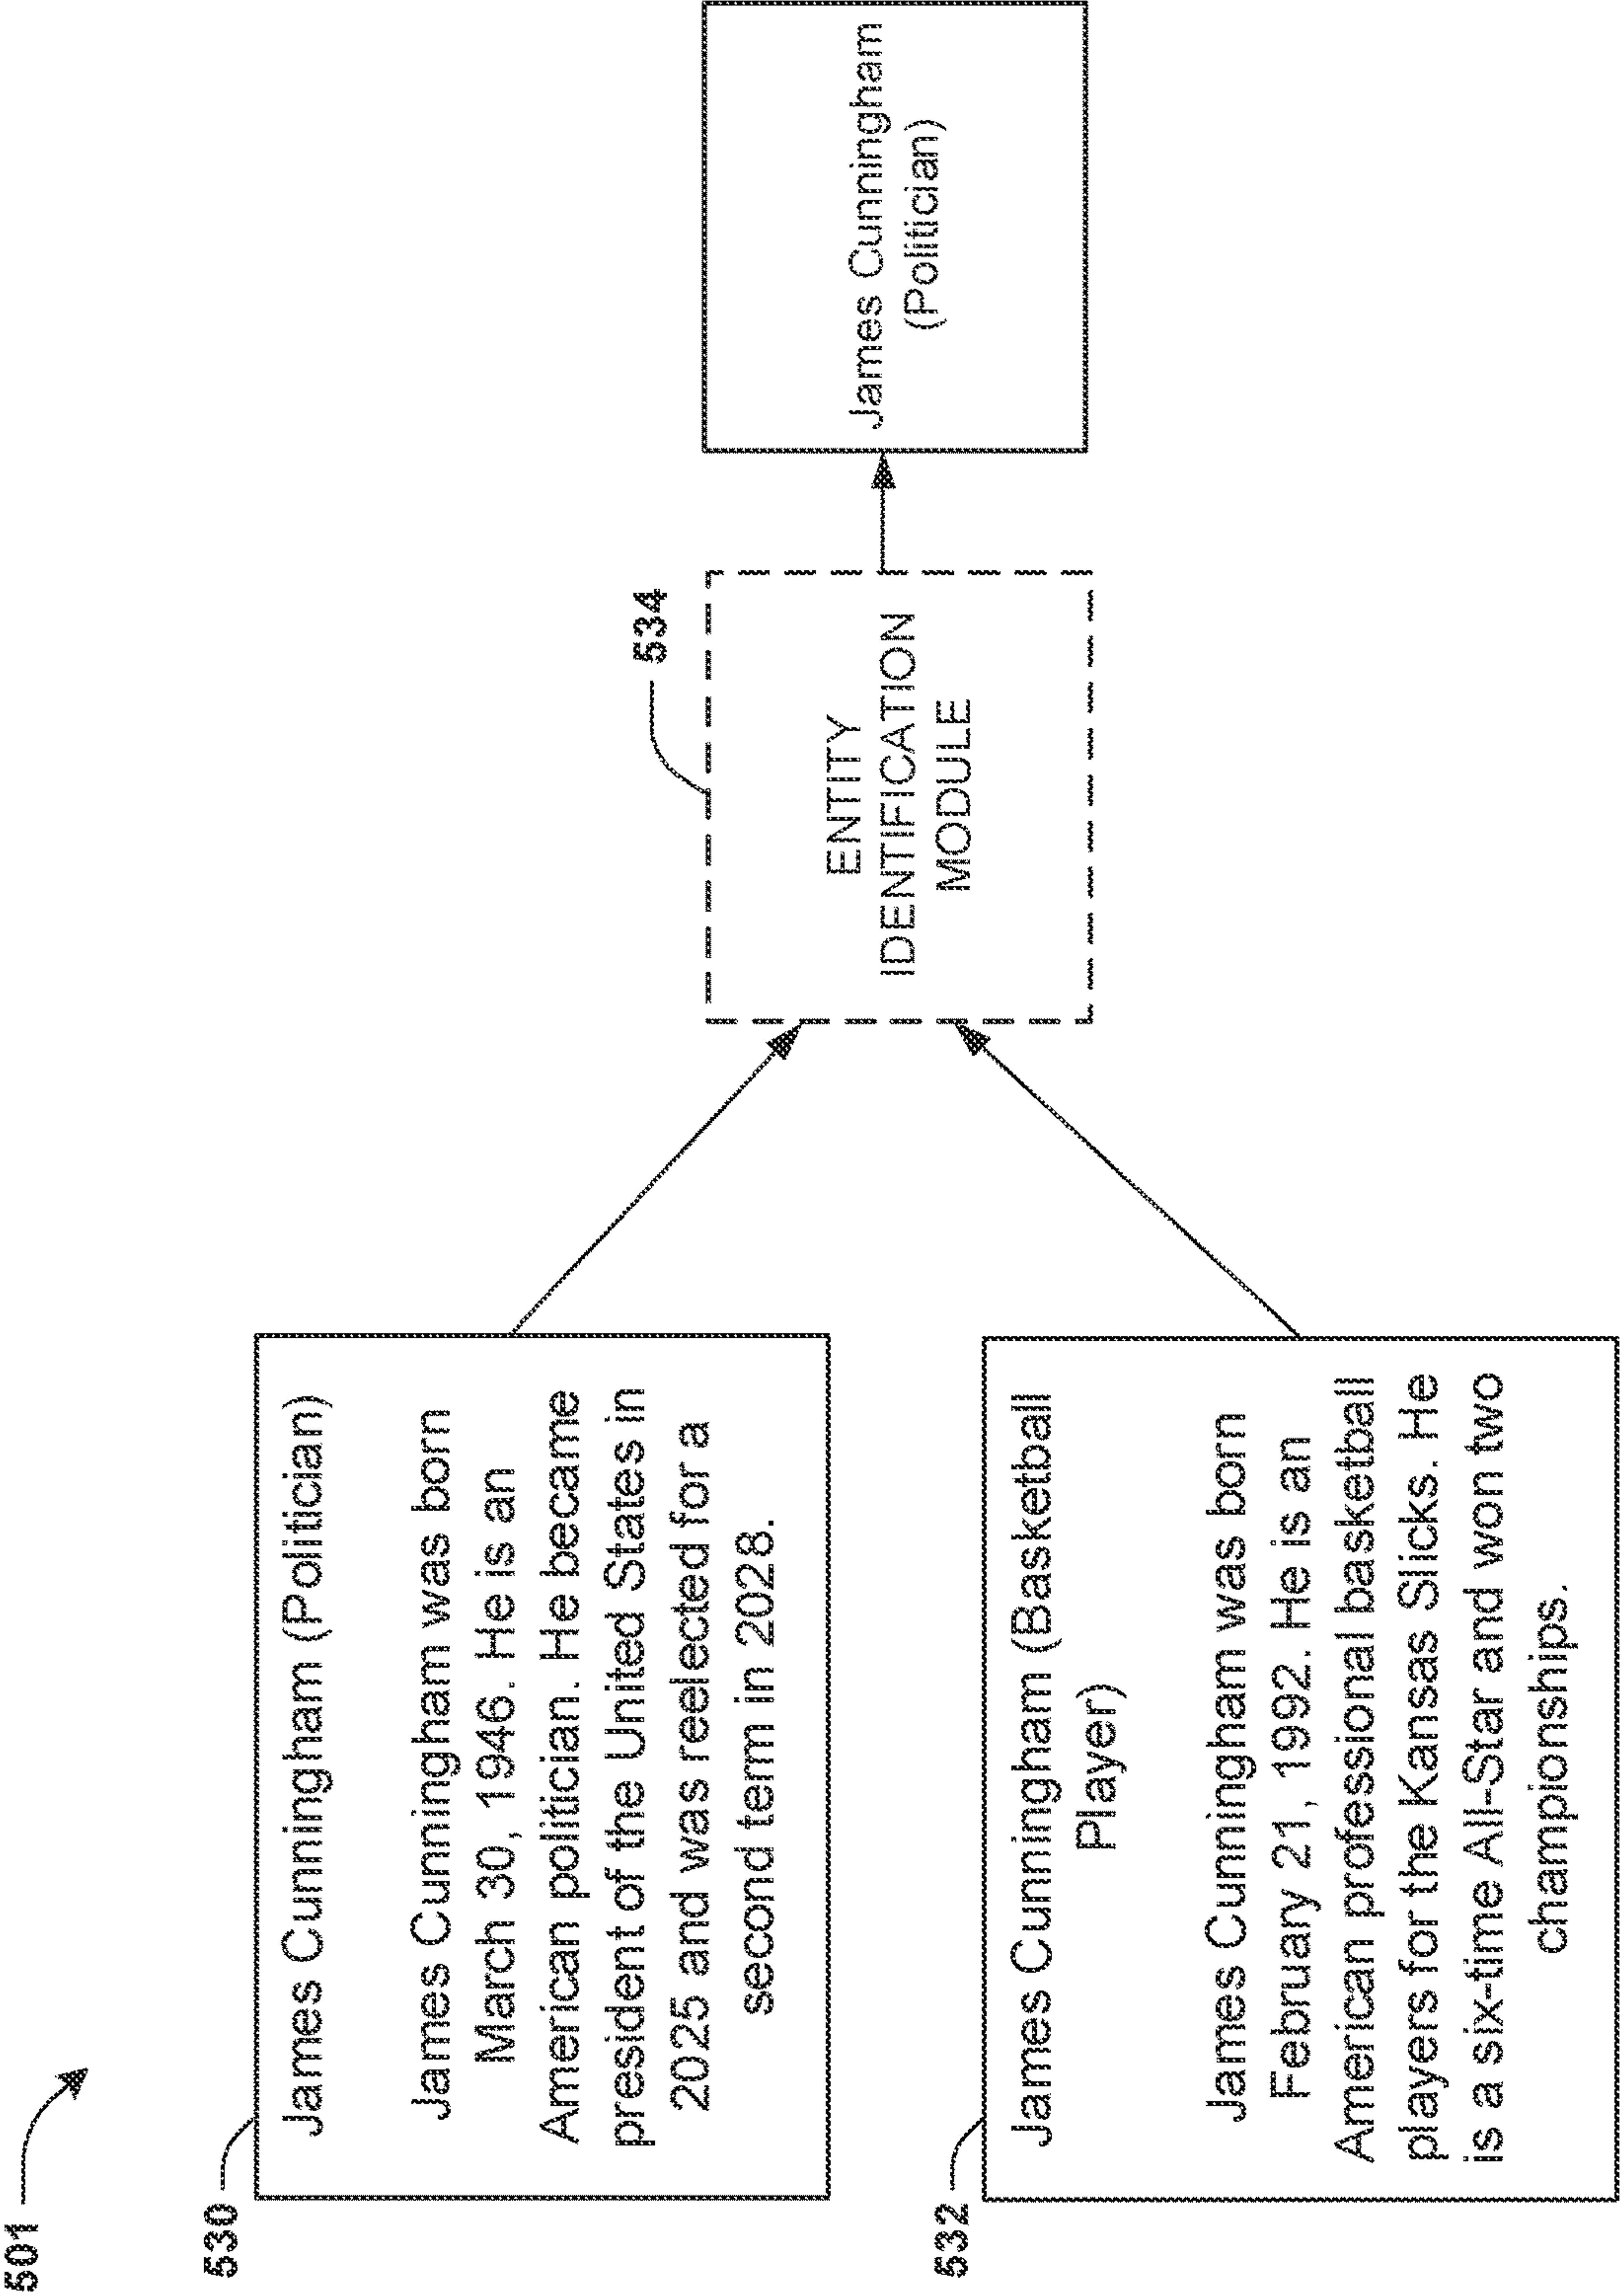 501
530
James Cunningham (Politician)
James Cunningham was born
March 30, 1946. He is an
American politician. He became
president of the United States in
2025 and was reelected for a
second term in 2028.
532
James Cunningham (Basketball
Player)
James Cunningham was born
February 21, 1992. He is an
American professional basketball
players for the Kansas Slicks. He
is a six-time All-Star and won two
championships.
534
ENTITY
IDENTIFICATION
MODULE
James Cunningham
(Politician)